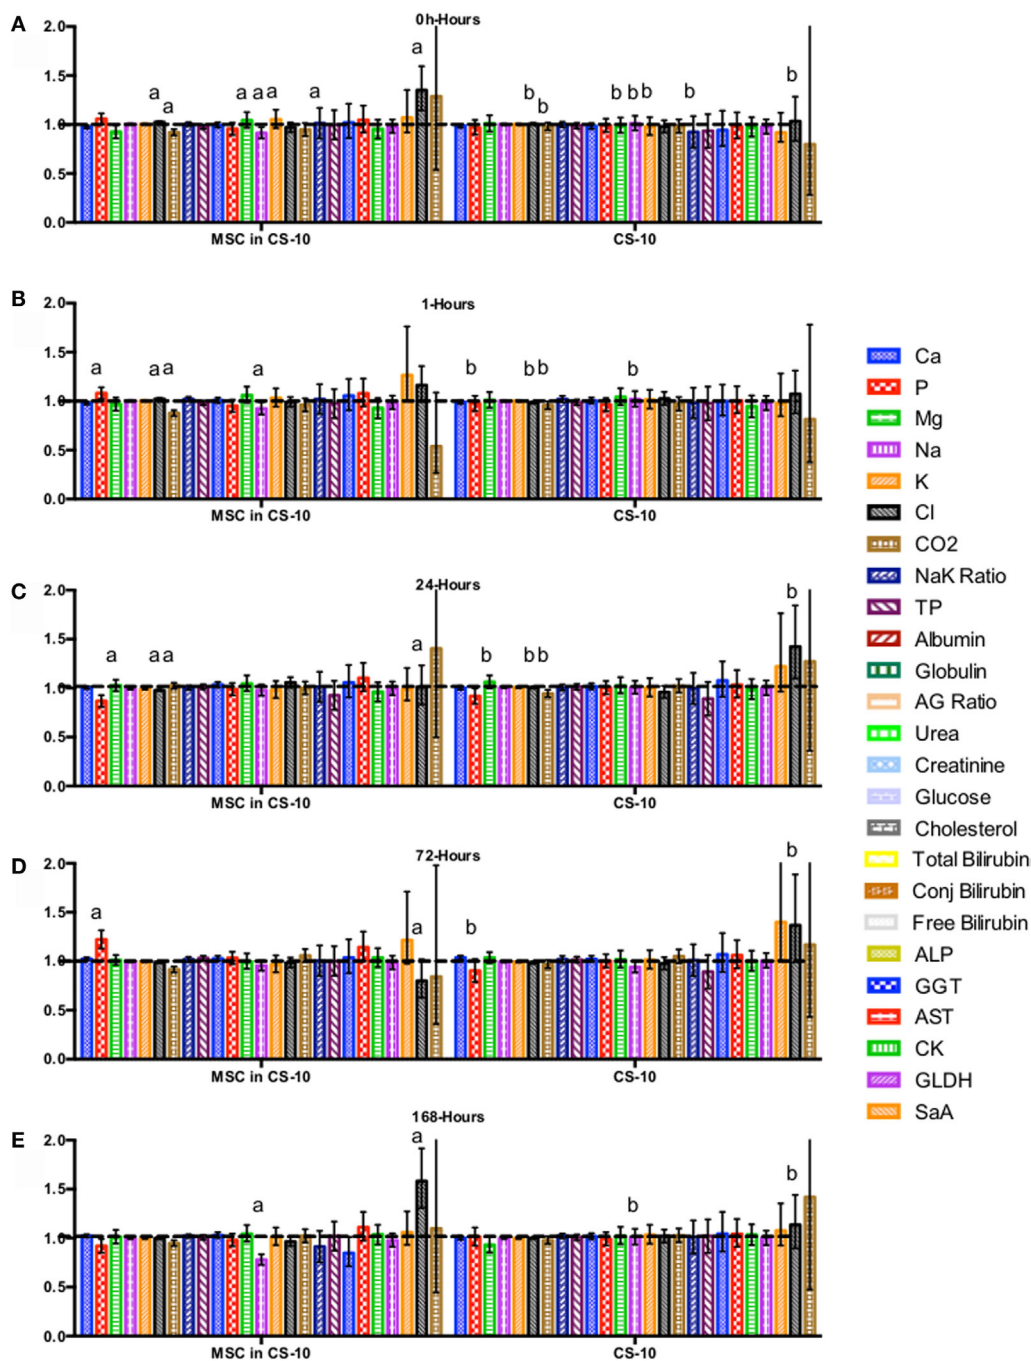 A
0h-Hours
2.0
1.5
1.0
0.5
0.0
a a a a a a a
b b b b b b b
MSC in CS-10
CS-10
B
1-Hours
2.0
1.5
1.0
0.5
0.0
a a a a
b b b b
MSC in CS-10
CS-10
C
24-Hours
2.0
1.5
1.0
0.5
0.0
a a a a
b b b b
MSC in CS-10
CS-10
D
72-Hours
2.0
1.5
1.0
0.5
0.0
a a
b b
MSC in CS-10
CS-10
E
168-Hours
2.0
1.5
1.0
0.5
0.0
a a
b b
MSC in CS-10
CS-10
Ca
P
Mg
Na
K
Cl
CO2
NaK Ratio
TP
Albumin
Globulin
AG Ratio
Urea
Creatinine
Glucose
Cholesterol
Total Bilirubin
Conj Bilirubin
Free Bilirubin
ALP
GGT
AST
CK
GLDH
SaA